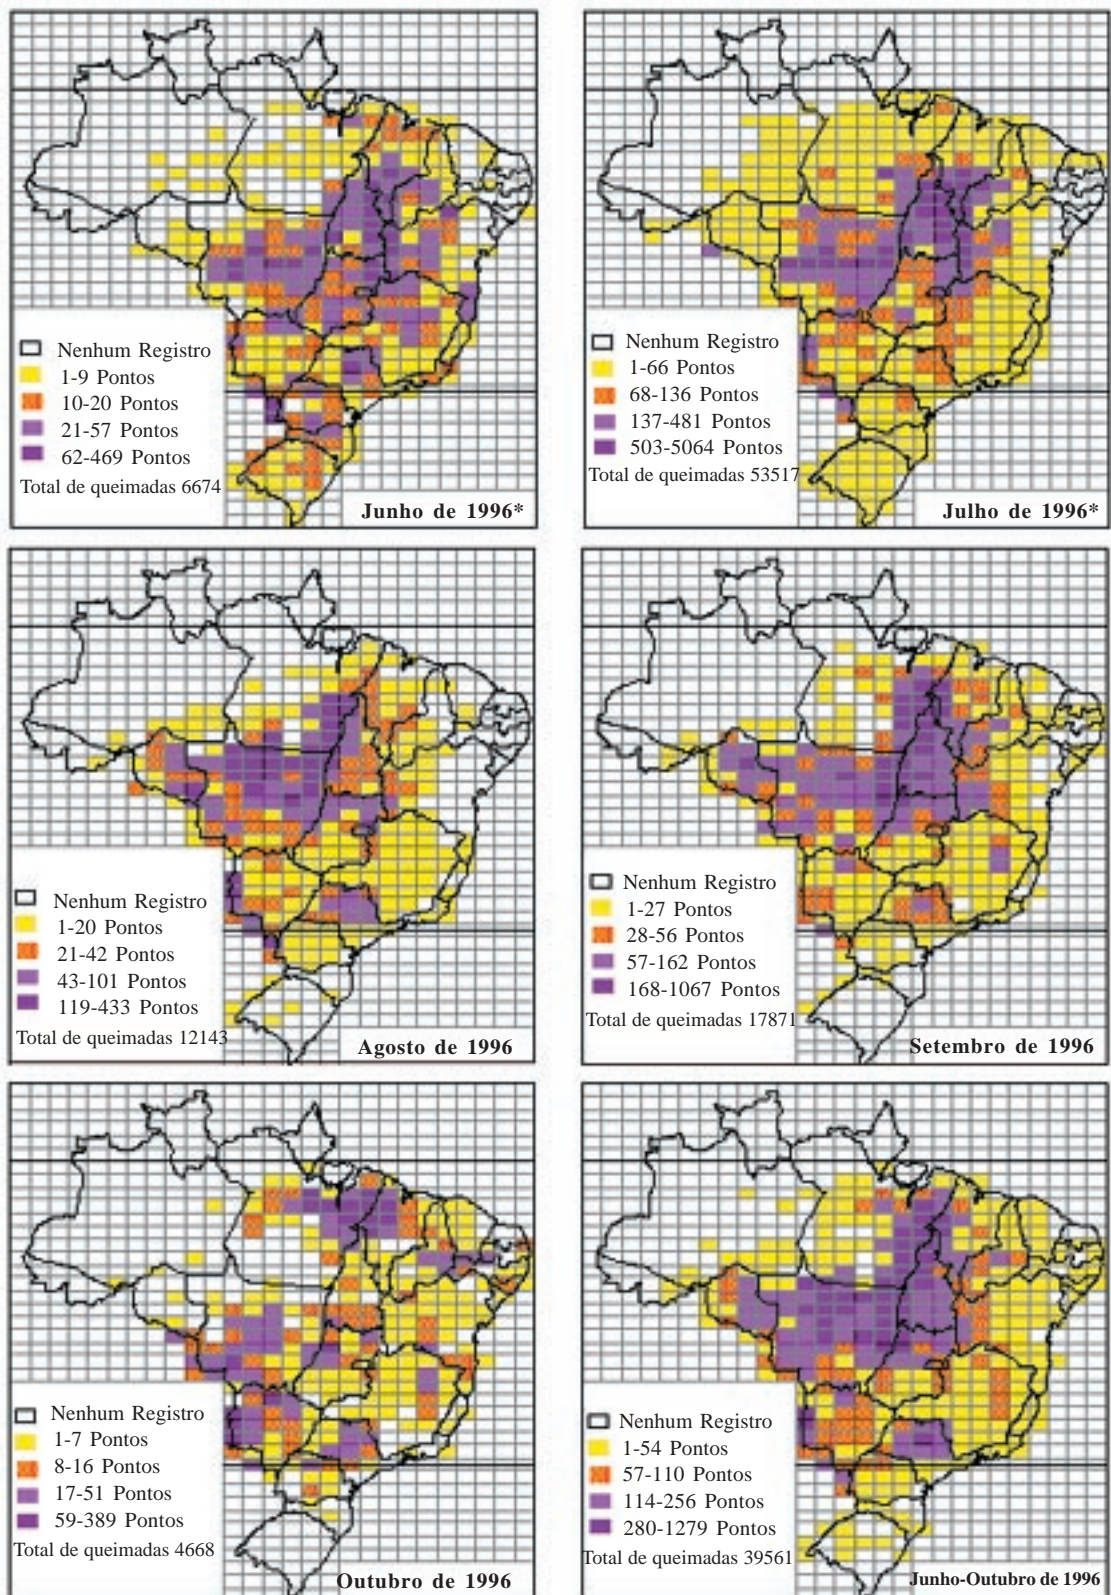 Nenhum Registro
1-9 Pontos
10-20 Pontos
21-57 Pontos
62-469 Pontos
Total de queimadas 6674
Junho de 1996*
Nenhum Registro
1-66 Pontos
68-136 Pontos
137-481 Pontos
503-5064 Pontos
Total de queimadas 53517
Julho de 1996*
Nenhum Registro
1-20 Pontos
21-42 Pontos
43-101 Pontos
119-433 Pontos
Total de queimadas 12143
Agosto de 1996
Nenhum Registro
1-27 Pontos
28-56 Pontos
57-162 Pontos
168-1067 Pontos
Total de queimadas 17871
Setembro de 1996
Nenhum Registro
1-7 Pontos
8-16 Pontos
17-51 Pontos
59-389 Pontos
Total de queimadas 4668
Outubro de 1996
Nenhum Registro
1-54 Pontos
57-110 Pontos
114-256 Pontos
280-1279 Pontos
Total de queimadas 39561
Junho-Outubro de 1996